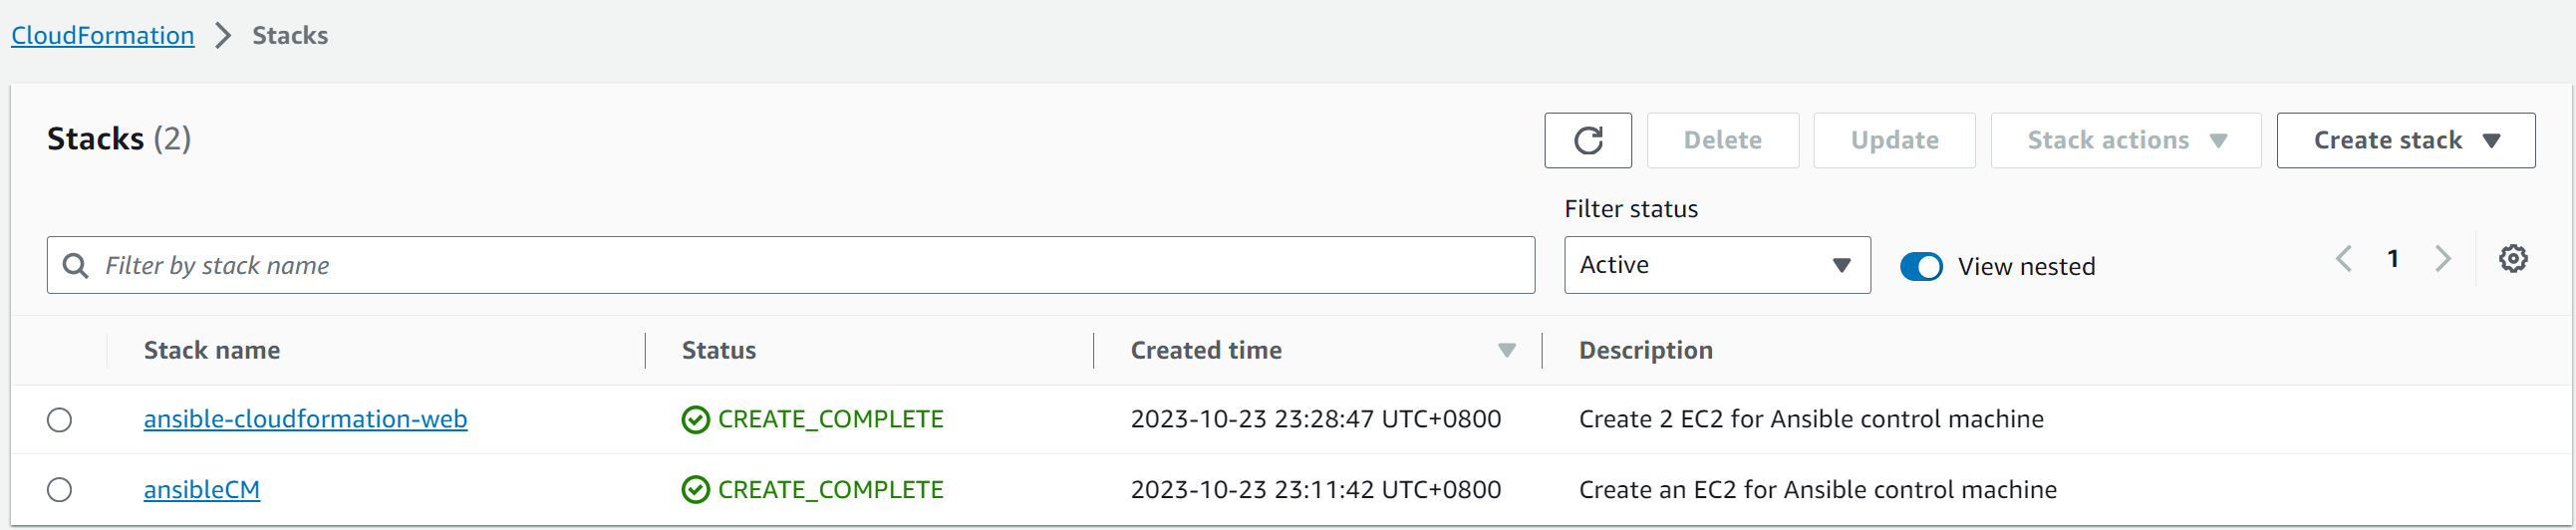 CloudFormation > Stacks
Stacks (2)
Delete Update Stack actions Create stack
Filter status
Filter by stack name Active View nested 1
Stack name Status Created time Description
ansible-cloudformation-web CREATE_COMPLETE 2023-10-23 23:28:47 UTC+0800 Create 2 EC2 for Ansible control machine
ansibleCM CREATE_COMPLETE 2023-10-23 23:11:42 UTC+0800 Create an EC2 for Ansible control machine